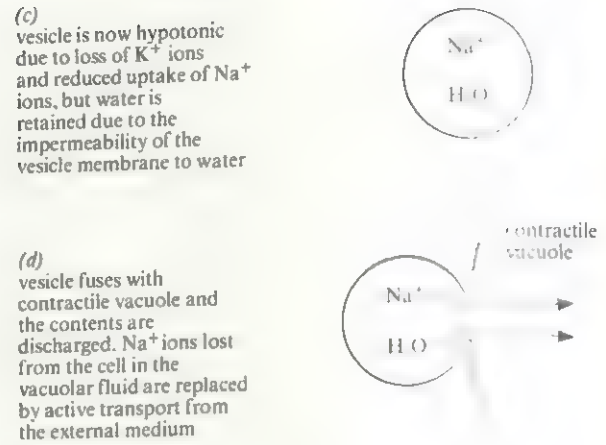 (c)
vesicle is now hypotonic
due to loss of K⁺ ions
and reduced uptake of Na⁺
ions, but water is
retained due to the
impermeability of the
vesicle membrane to water
Na⁺
H O
(d)
vesicle fuses with
contractile vacuole and
the contents are
discharged. Na⁺ ions lost
from the cell in the
vacuolar fluid are replaced
by active transport from
the external medium
contractile
vacuole
Na⁺
H O